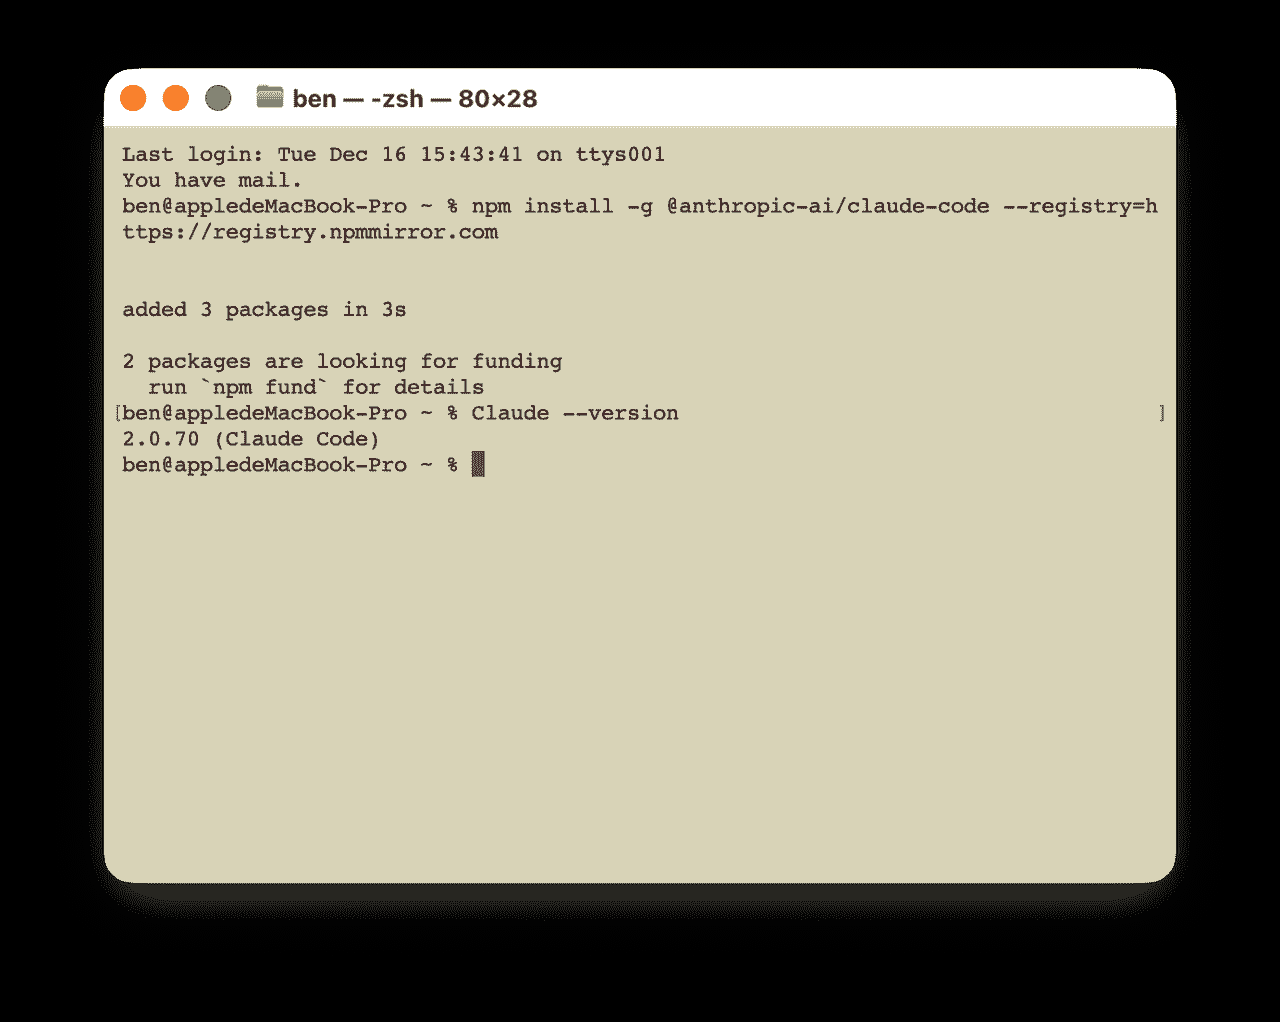 ben — -zsh — 80×28
Last login: Tue Dec 16 15:43:41 on ttys001
You have mail.
ben@appledeMacBook-Pro ~ % npm install -g @anthropic-ai/claude-code --registry=h
ttps://registry.npmmirror.com
added 3 packages in 3s
2 packages are looking for funding
  run `npm fund` for details
[ben@appledeMacBook-Pro ~ % Claude --version ]
2.0.70 (Claude Code)
ben@appledeMacBook-Pro ~ %